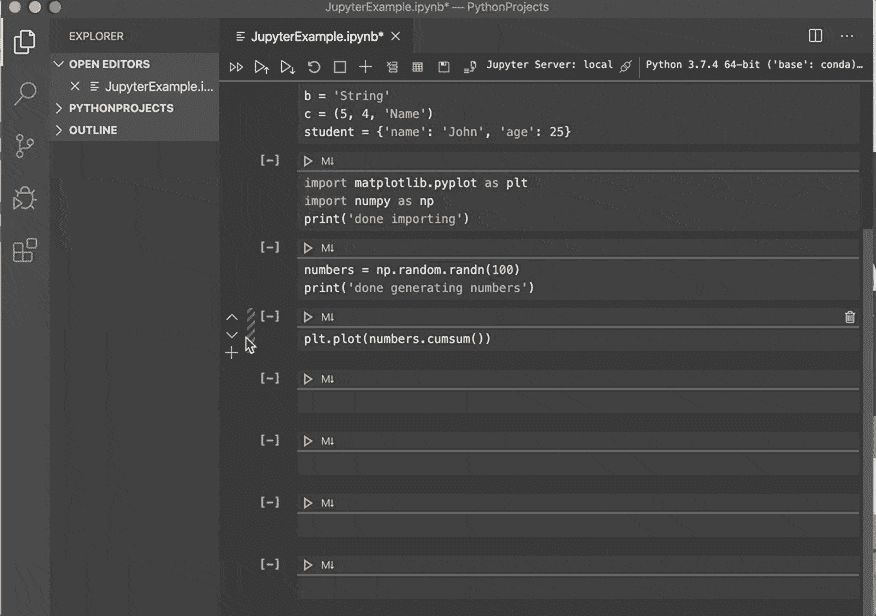 JupyterExample.ipynb* — PythonProjects
EXPLORER
JupyterExample.ipynb*
OPEN EDITORS
JupyterExample.i...
PYTHONPROJECTS
OUTLINE
Jupyter Server: local
Python 3.7.4 64-bit ('base': conda)…
b = 'String'
c = (5, 4, 'Name')
student = {'name': 'John', 'age': 25}
[-] M↓
import matplotlib.pyplot as plt
import numpy as np
print('done importing')
[-] M↓
numbers = np.random.randn(100)
print('done generating numbers')
[-] M↓
plt.plot(numbers.cumsum())
[-] M↓
[-] M↓
[-] M↓
[-] M↓